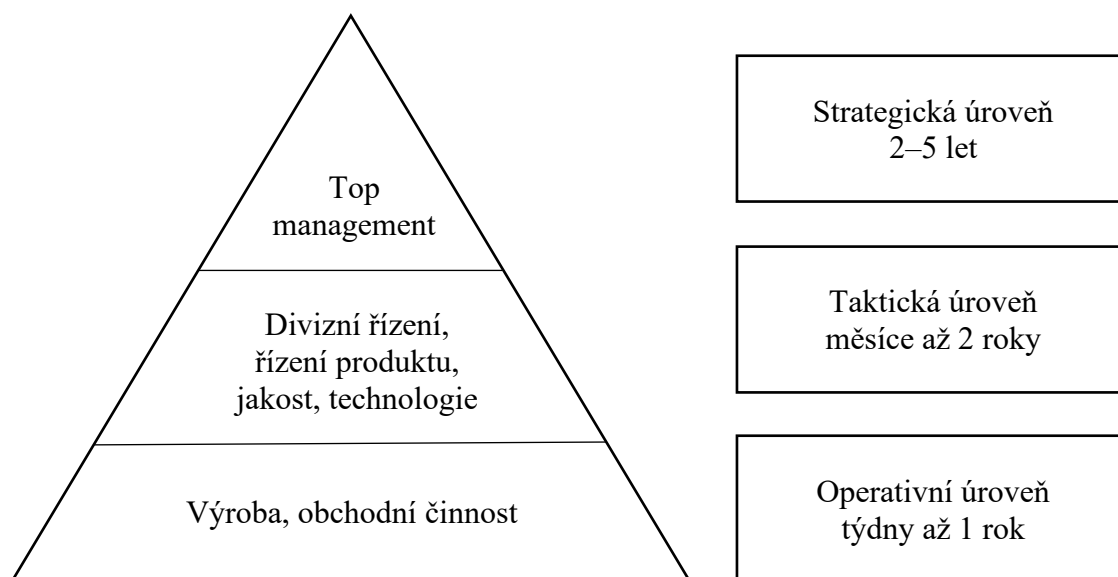 Top
management
Divizní řízení,
řízení produktu,
jakost, technologie
Výroba, obchodní činnost
Strategická úroveň
2–5 let
Taktická úroveň
měsíce až 2 roky
Operativní úroveň
týdny až 1 rok